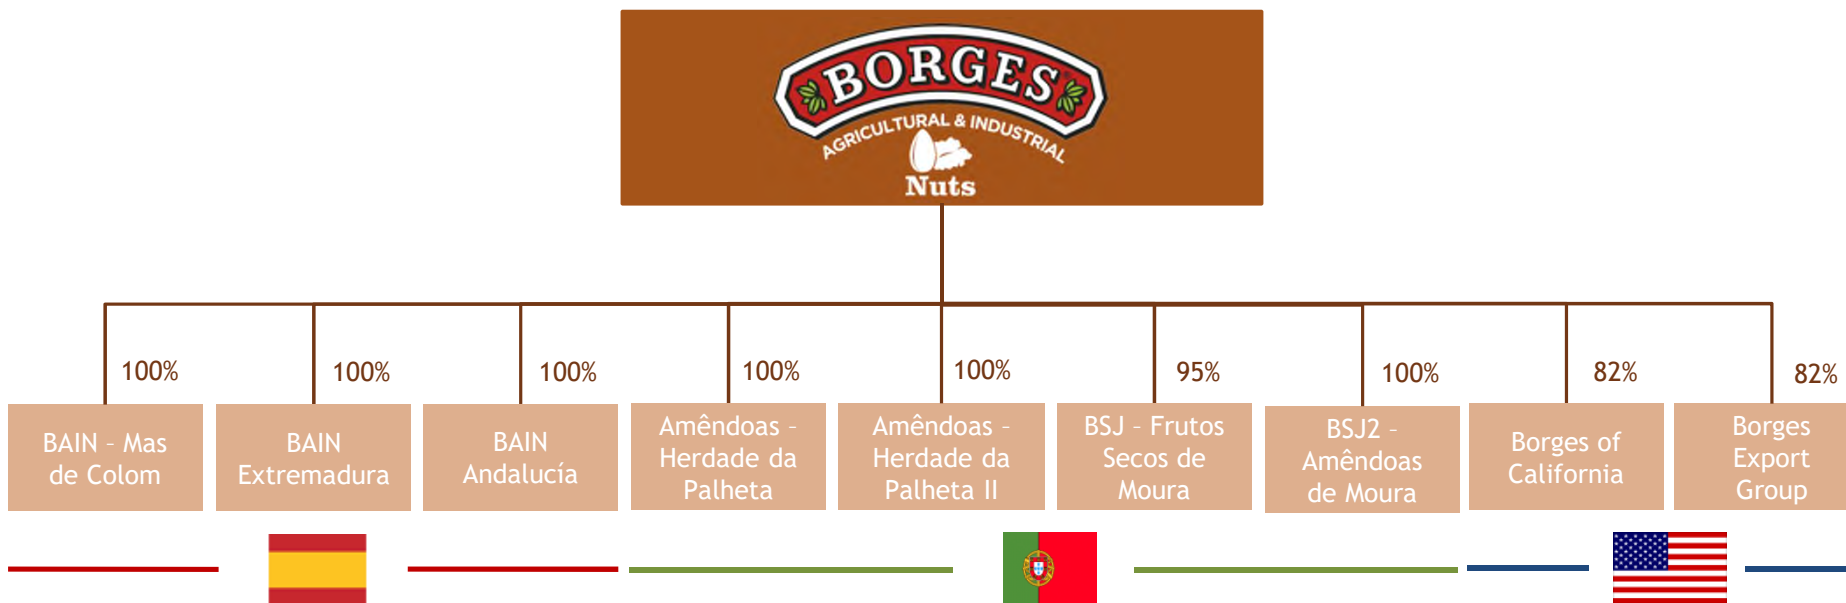 BORGES
AGRICULTURAL & INDUSTRIAL
Nuts
100%
100%
100%
100%
100%
95%
100%
82%
82%
BAIN – Mas
de Colom
BAIN
Extremadura
BAIN
Andalucía
Amêndoas –
Herdade da
Palheta
Amêndoas –
Herdade da
Palheta II
BSJ – Frutos
Secos de
Moura
BSJ2 –
Amêndoas
de Moura
Borges of
California
Borges
Export
Group